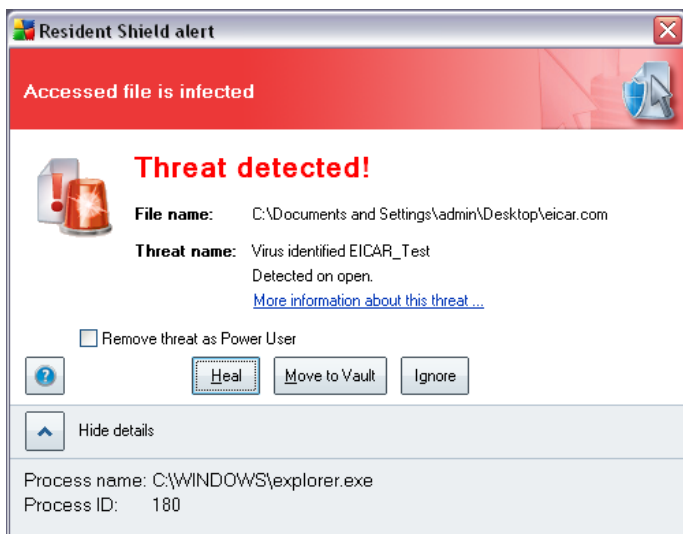 Resident Shield alert
Accessed file is infected
Threat detected!
File name: C:\Documents and Settings\admin\Desktop\eicar.com
Threat name: Virus identified EICAR_Test
Detected on open.
More information about this threat ...
Remove threat as Power User
? Heal Move to Vault Ignore
Hide details
Process name: C:\WINDOWS\explorer.exe
Process ID: 180